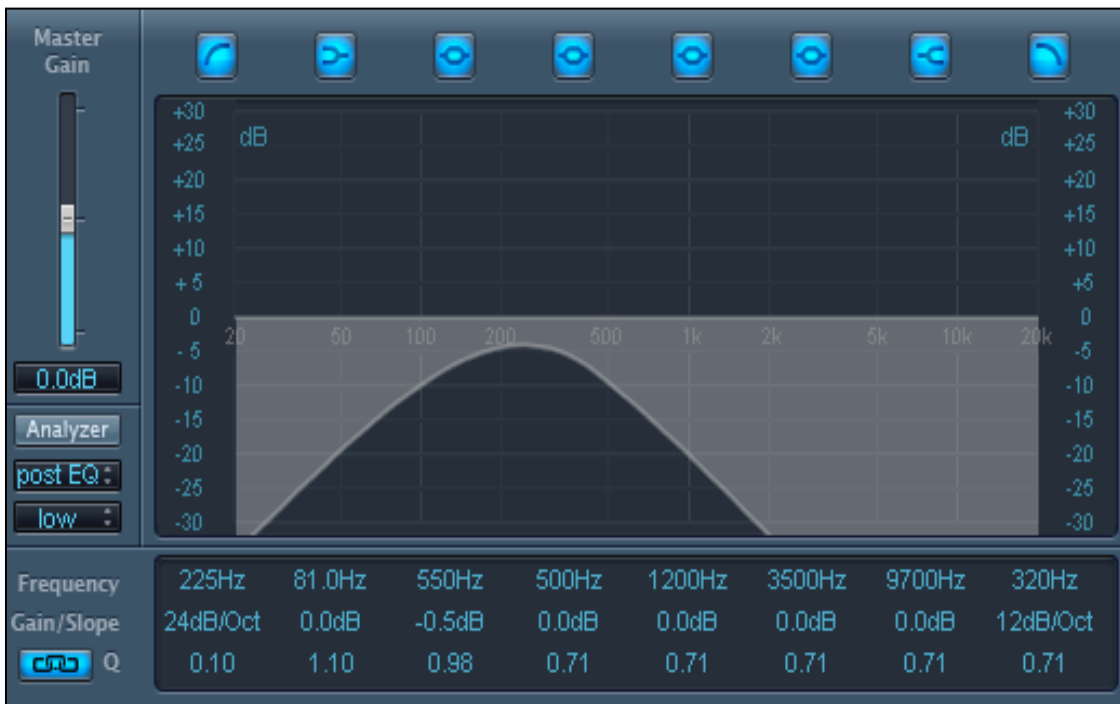 Master
Gain
0.0dB
Analyzer
post EQ
low
+30 +30
dB dB
+25 +25
+20 +20
+15 +15
+10 +10
+ 5 +5
0 0
20 50 100 200 500 1k 2k 5k 10k 20k
- 5 -5
-10 -10
-15 -15
-20 -20
-25 -25
-30 -30
Frequency 225Hz 81.0Hz 550Hz 500Hz 1200Hz 3500Hz 9700Hz 320Hz
Gain/Slope 24dB/Oct 0.0dB -0.5dB 0.0dB 0.0dB 0.0dB 0.0dB 12dB/Oct
Q 0.10 1.10 0.98 0.71 0.71 0.71 0.71 0.71